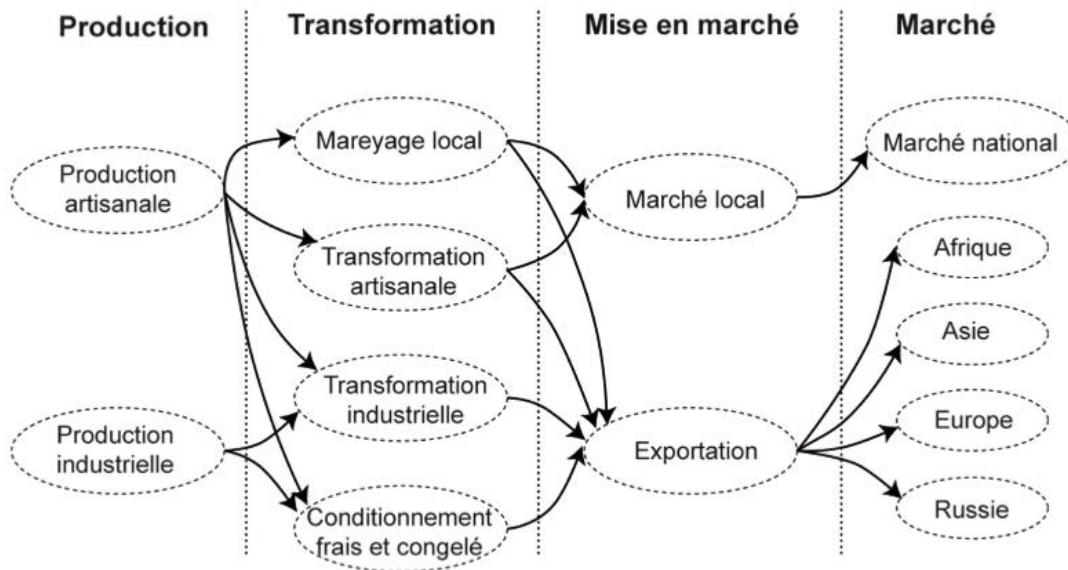 Production
Transformation
Mise en marché
Marché
Production
artisanale
Production
industrielle
Mareyage local
Transformation
artisanale
Transformation
industrielle
Conditionnement
frais et congelé
Marché local
Exportation
Marché national
Afrique
Asie
Europe
Russie